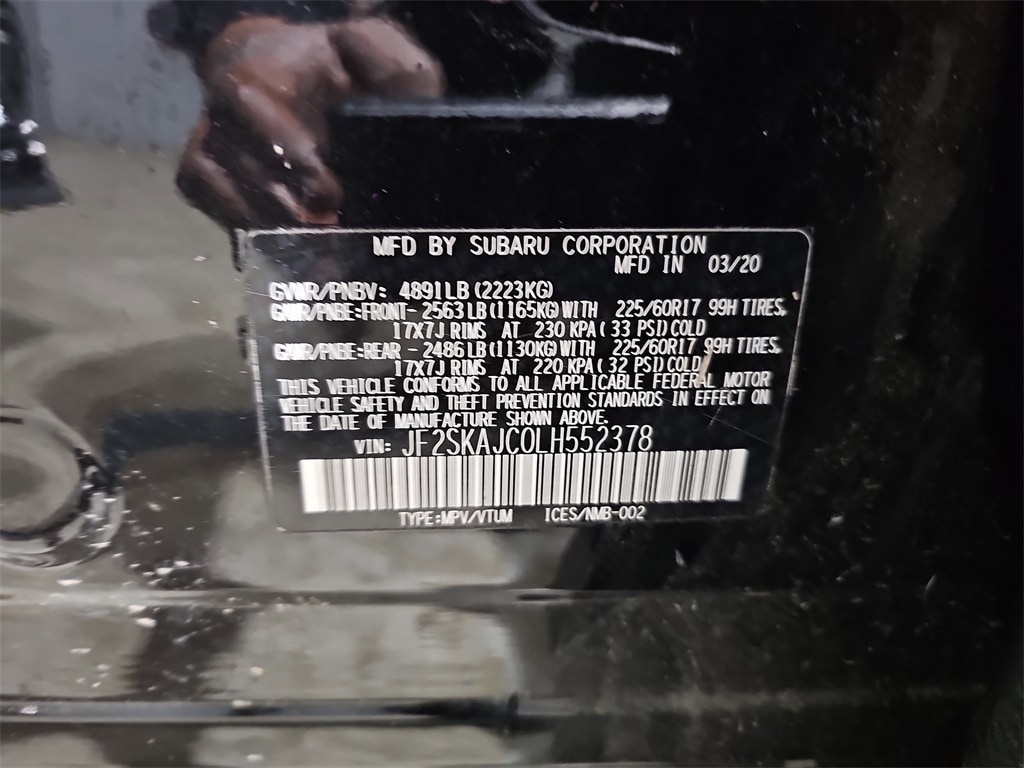 MFD BY SUBARU CORPORATION
MFD IN 03/20
GVWR/PNBV: 4891LB(2223KG)
GAWR/PNBE:FRONT- 2563LB(1165KG)WITH 225/60R17 99H TIRES,
17X7J RIMS AT 230 KPA( 33 PSI)COLD
GAWR/PNBE:REAR - 2486LB(1130KG)WITH 225/60R17 99H TIRES,
17X7J RIMS AT 220 KPA( 32 PSI)COLD
THIS VEHICLE CONFORMS TO ALL APPLICABLE FEDERAL MOTOR
VEHICLE SAFETY AND THEFT PREVENTION STANDARDS IN EFFECT ON
THE DATE OF MANUFACTURE SHOWN ABOVE.
VIN: JF2SKAJC0LH552378
TYPE:MPV/VTUM ICES/NMB-002